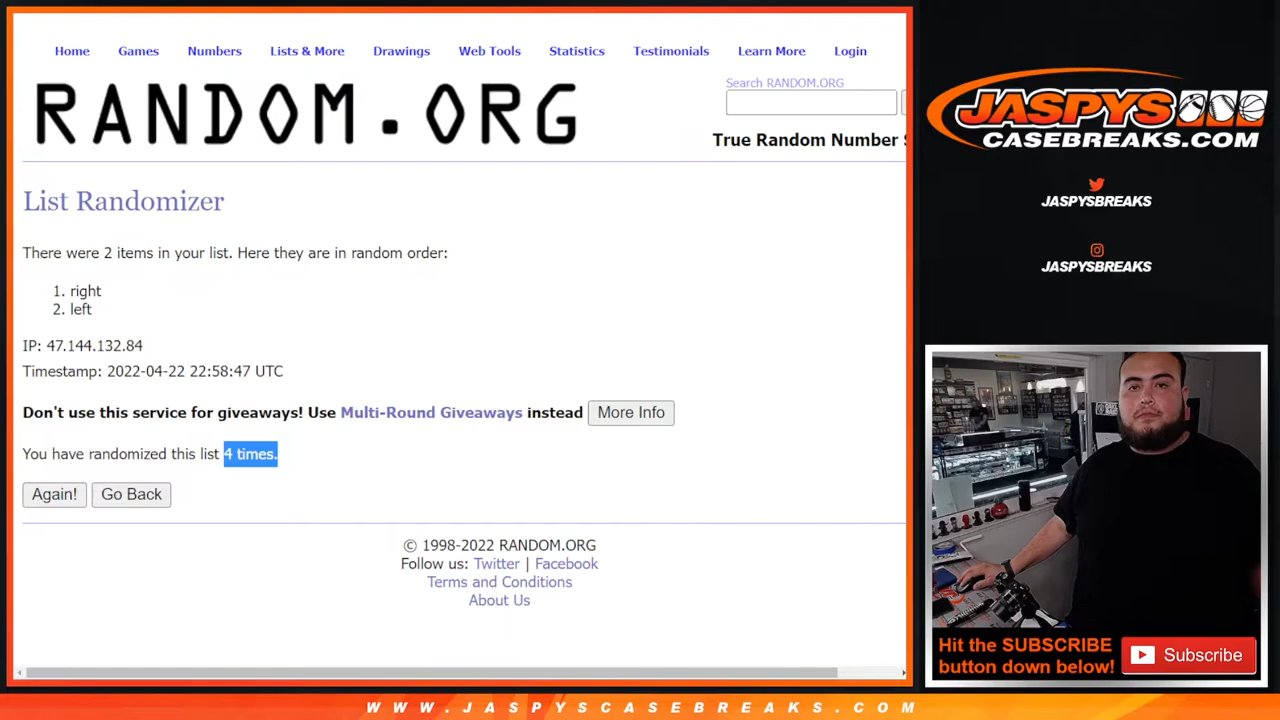 Home Games Numbers Lists & More Drawings Web Tools Statistics Testimonials Learn More Login
RANDOM.ORG
Search RANDOM.ORG
True Random Number
List Randomizer
There were 2 items in your list. Here they are in random order:
1. right
2. left
IP: 47.144.132.84
Timestamp: 2022-04-22 22:58:47 UTC
Don't use this service for giveaways! Use Multi-Round Giveaways instead More Info
You have randomized this list 4 times.
Again! Go Back
© 1998-2022 RANDOM.ORG
Follow us: Twitter | Facebook
Terms and Conditions
About Us
JASPYS
CASEBREAKS.COM
JASPYSBREAKS
JASPYSBREAKS
Hit the SUBSCRIBE
button down below!
Subscribe
WWW.JASPYSCASEBREAKS.COM